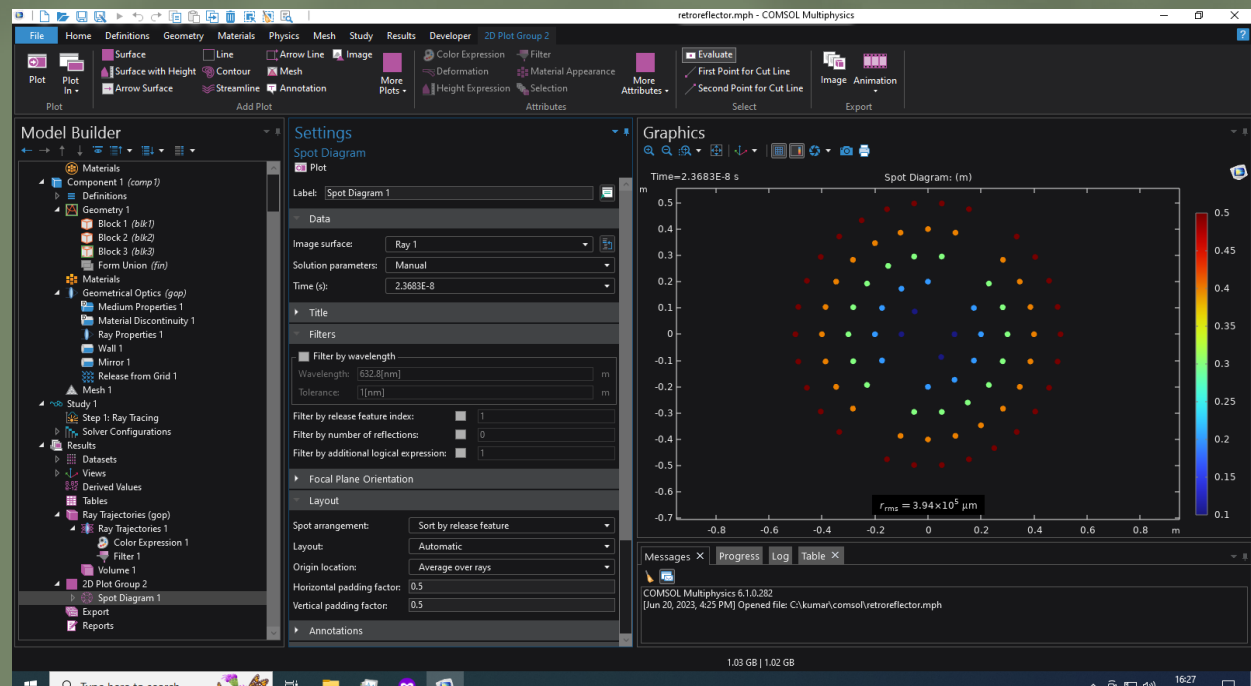 retroreflector.mph - COMSOL Multiphysics
File Home Definitions Geometry Materials Physics Mesh Study Results Developer 2D Plot Group 2
Plot
Plot In
Plot
Surface
Surface with Height
Arrow Surface
Line
Contour
Streamline
Arrow Line
Mesh
Annotation
Image
More Plots
Add Plot
Color Expression
Deformation
Height Expression
Filter
Material Appearance
Selection
More Attributes
Attributes
Evaluate
First Point for Cut Line
Second Point for Cut Line
Select
Image
Animation
Export
Model Builder
Materials
Component 1 (comp1)
Definitions
Geometry 1
Block 1 (blk1)
Block 2 (blk2)
Block 3 (blk3)
Form Union (fin)
Materials
Geometrical Optics (gop)
Medium Properties 1
Material Discontinuity 1
Ray Properties 1
Wall 1
Mirror 1
Release from Grid 1
Mesh 1
Study 1
Step 1: Ray Tracing
Solver Configurations
Results
Datasets
Views
Derived Values
Tables
Ray Trajectories (gop)
Ray Trajectories 1
Color Expression 1
Filter 1
Volume 1
2D Plot Group 2
Spot Diagram 1
Export
Reports
Settings
Spot Diagram
Plot
Label: Spot Diagram 1
Data
Image surface: Ray 1
Solution parameters: Manual
Time (s): 2.3683E-8
Title
Filters
Filter by wavelength
Wavelength: 632.8[nm] m
Tolerance: 1[nm] m
Filter by release feature index: 1
Filter by number of reflections: 0
Filter by additional logical expression: 1
Focal Plane Orientation
Layout
Spot arrangement: Sort by release feature
Layout: Automatic
Origin location: Average over rays
Horizontal padding factor: 0.5
Vertical padding factor: 0.5
Annotations
Graphics
Time=2.3683E-8 s Spot Diagram: (m)
m
0.5
0.4
0.3
0.2
0.1
0
-0.1
-0.2
-0.3
-0.4
-0.5
-0.6
-0.7
-0.8 -0.6 -0.4 -0.2 0 0.2 0.4 0.6 0.8 m
r rms = 3.94×10⁵ μm
0.5
0.45
0.4
0.35
0.3
0.25
0.2
0.15
0.1
Messages Progress Log Table
COMSOL Multiphysics 6.1.0.282
[Jun 20, 2023, 4:25 PM] Opened file: C:\kumar\comsol\retroreflector.mph
1.03 GB | 1.02 GB
Type here to search
16:27